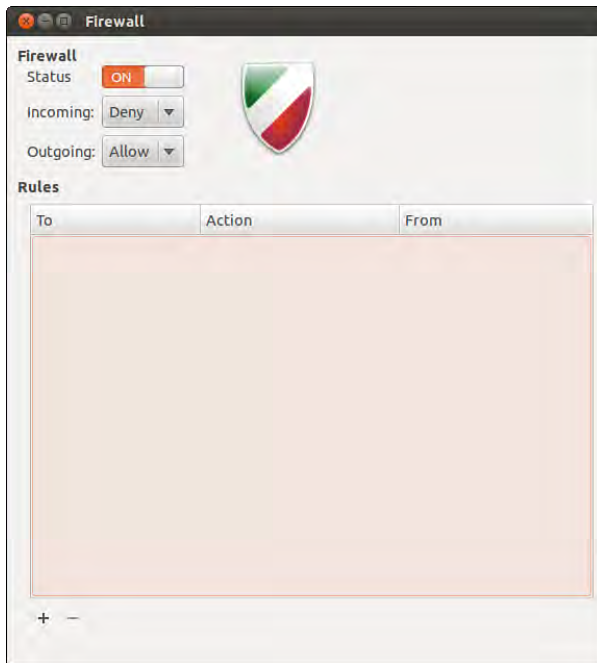 Firewall
Firewall
Status ON
Incoming: Deny
Outgoing: Allow
Rules
To Action From